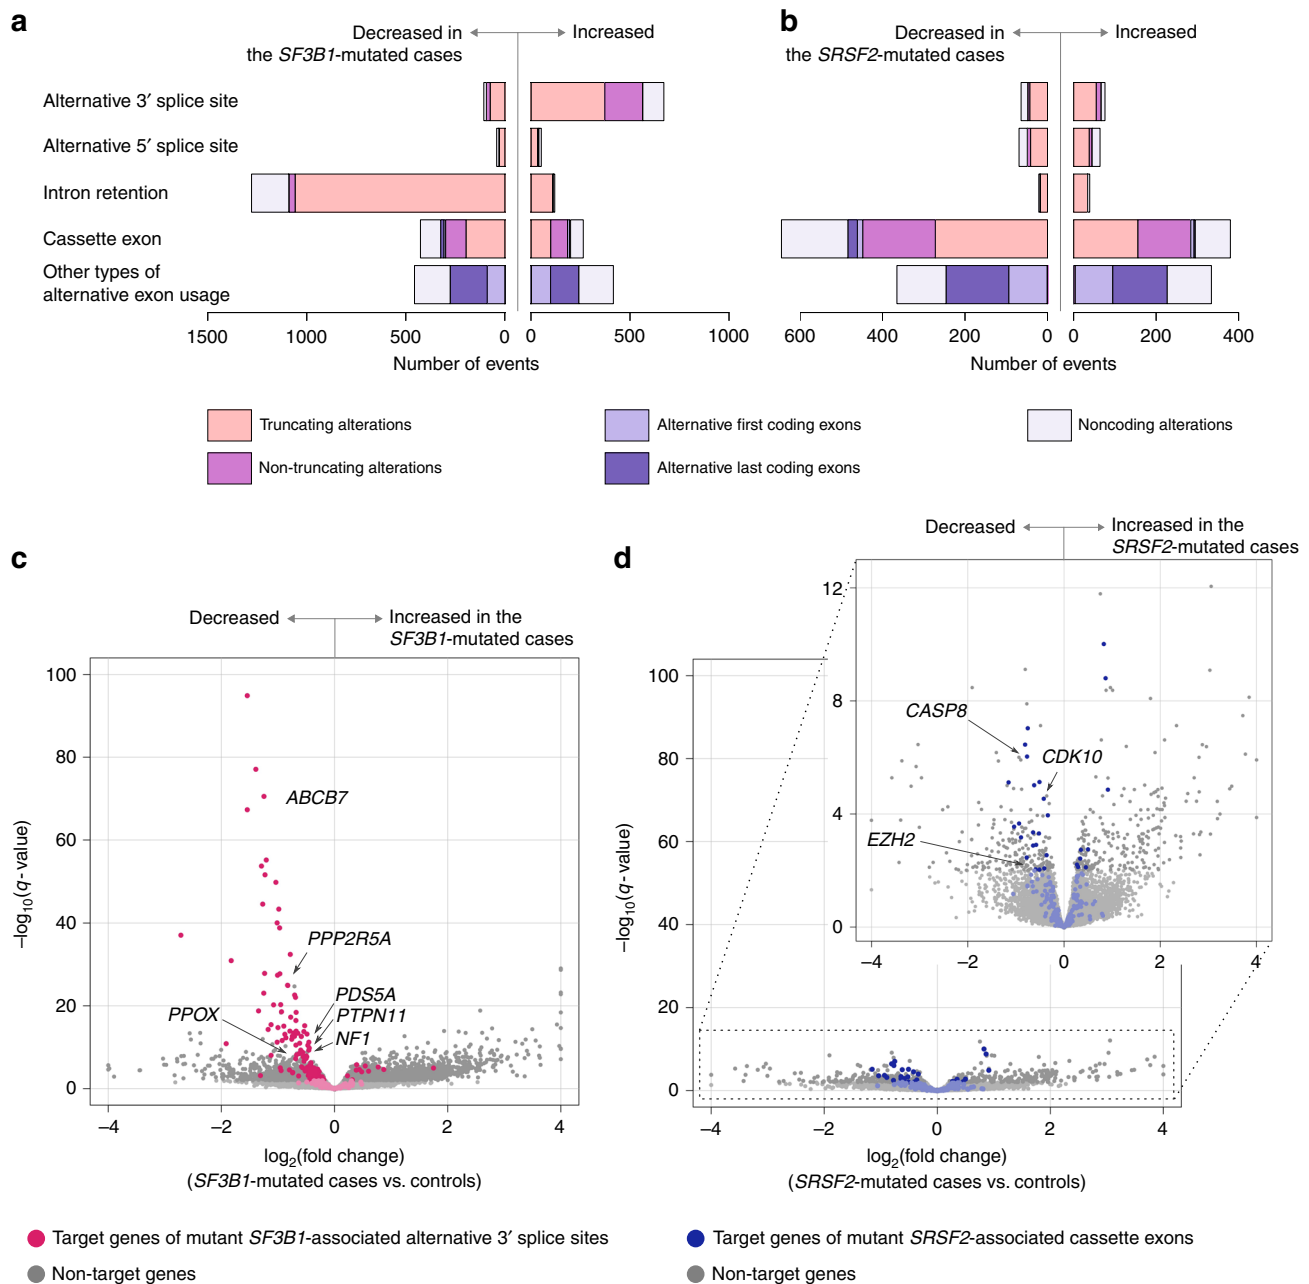 a
Decreased in
the SF3B1-mutated cases
Increased
Alternative 3′ splice site
Alternative 5′ splice site
Intron retention
Cassette exon
Other types of
alternative exon usage
1500 1000 500 0 0 500 1000
Number of events
b
Decreased in
the SRSF2-mutated cases
Increased
600 400 200 0 0 200 400
Number of events Number of events
Truncating alterations
Non-truncating alterations
Alternative first coding exons
Alternative last coding exons
Noncoding alterations
c
Decreased
Increased in the
SF3B1-mutated cases
100
80
60
40
20
0
–log10(q-value)
ABCB7
PPP2R5A
PDS5A
PTPN11
NF1
PPOX
–4 –2 0 2 4
log2(fold change)
(SF3B1-mutated cases vs. controls)
Target genes of mutant SF3B1-associated alternative 3′ splice sites
Non-target genes
d
Decreased
Increased in the
SRSF2-mutated cases
12
8
4
0
CASP8
CDK10
EZH2
–4 –2 0 2 4
100
80
60
40
20
0
–log10(q-value)
–4 –2 0 2 4
log2(fold change)
(SRSF2-mutated cases vs. controls)
Target genes of mutant SRSF2-associated cassette exons
Non-target genes